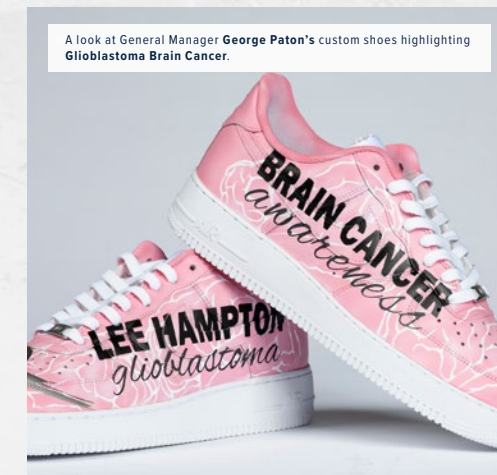 A look at General Manager George Paton's custom shoes highlighting
Glioblastoma Brain Cancer.
BRAIN CANCER
awareness
LEE HAMPTON
glioblastoma